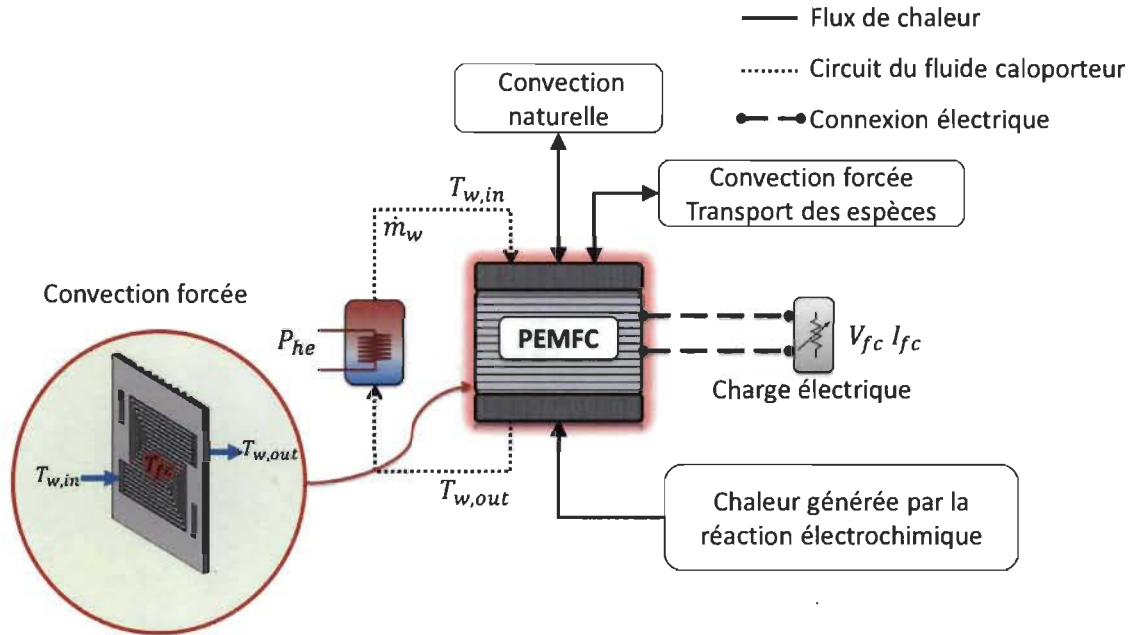 Flux de chaleur
Circuit du fluide caloporteur
Connexion électrique
Convection
naturelle
Convection forcée
Transport des espèces
T_{w,in}
ṁ_w
Convection forcée
P_{he}
PEMFC
V_{fc} I_{fc}
Charge électrique
T_{w,in}
T_{fc}
T_{w,out}
T_{w,out}
Chaleur générée par la
réaction électrochimique